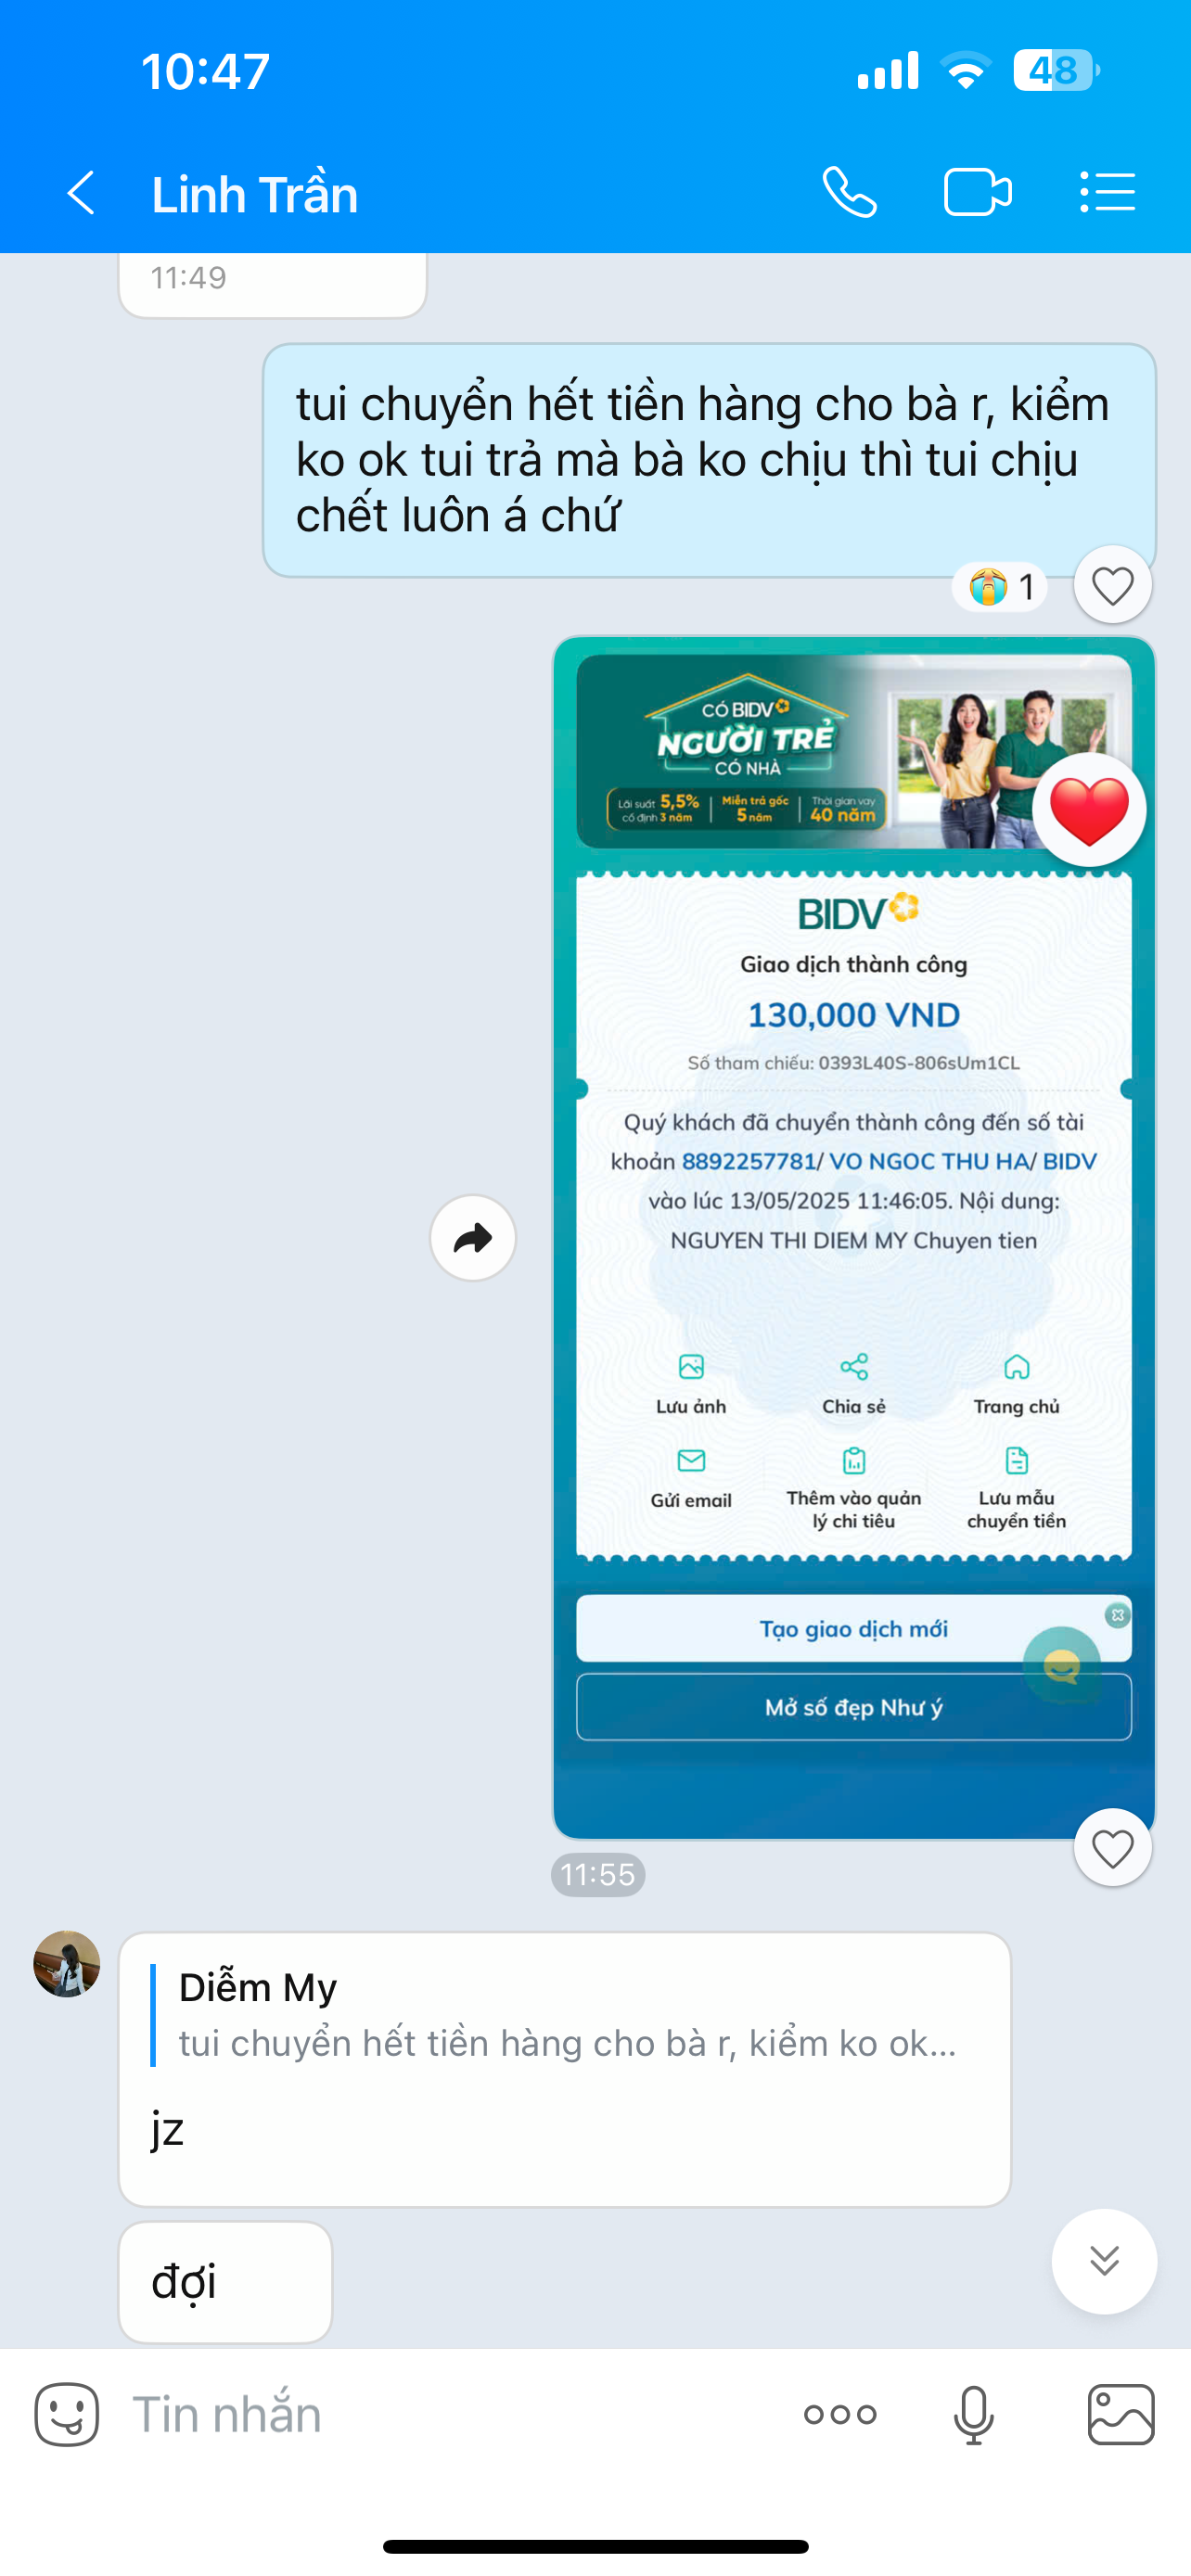 10:47
48
Linh Trần
11:49
tui chuyển hết tiền hàng cho bà r, kiểm
ko ok tui trả mà bà ko chịu thì tui chịu
chết luôn á chứ
1
CÓ BIDV
NGƯỜI TRẺ
CÓ NHÀ
Lãi suất 5,5%
cố định 3 năm
Miễn trả gốc
5 năm
Thời gian vay
40 năm
BIDV
Giao dịch thành công
130,000 VND
Số tham chiếu: 0393L40S-806sUm1CL
Quý khách đã chuyển thành công đến số tài
khoản 8892257781/ VO NGOC THU HA/ BIDV
vào lúc 13/05/2025 11:46:05. Nội dung:
NGUYEN THI DIEM MY Chuyen tien
Lưu ảnh
Chia sẻ
Trang chủ
Gửi email
Thêm vào quản
lý chi tiêu
Lưu mẫu
chuyển tiền
Tạo giao dịch mới
Mở số đẹp Như ý
11:55
Diễm My
tui chuyển hết tiền hàng cho bà r, kiểm ko ok...
jz
đợi
Tin nhắn